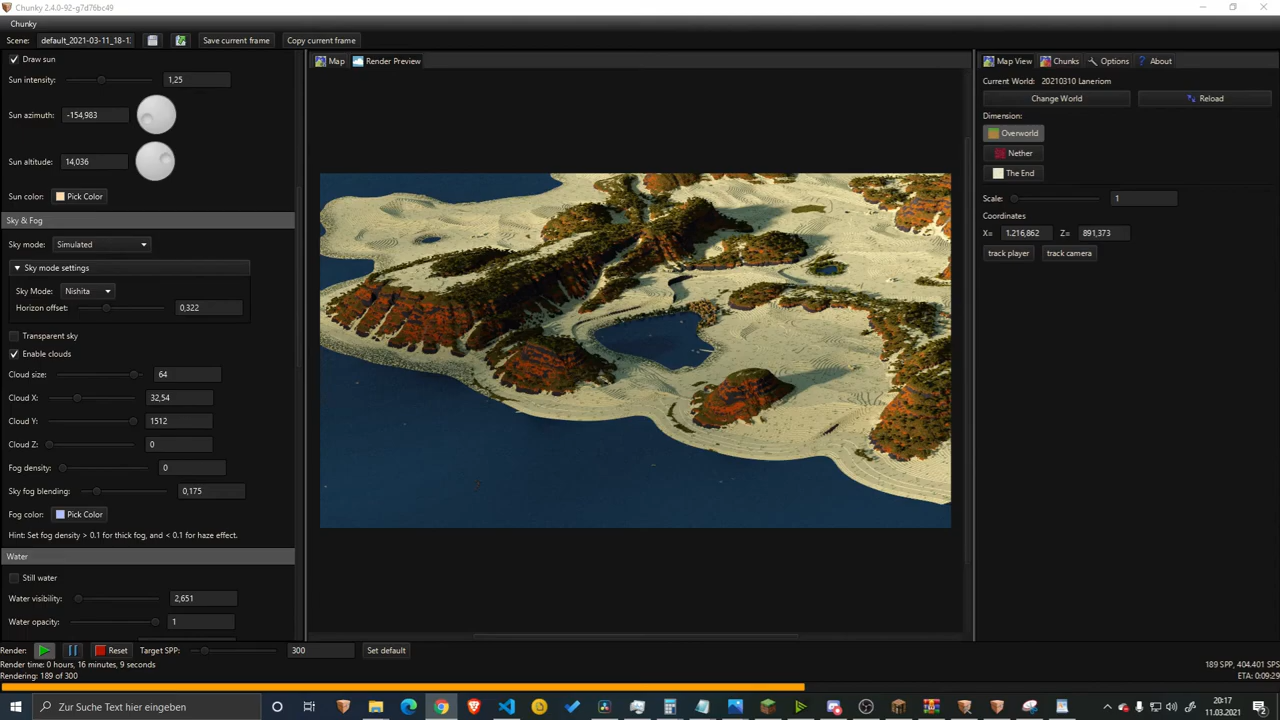 Chunky 2.4.0-92-g7d76bc49
Chunky
Scene: default_2021-03-11_18-1: Save current frame Copy current frame
Draw sun
Sun intensity: 1,25
Sun azimuth: -154,983
Sun altitude: 14,036
Sun color: Pick Color
Sky & Fog
Sky mode: Simulated
Sky mode settings
Sky Mode: Nishita
Horizon offset: 0,322
Transparent sky
Enable clouds
Cloud size: 64
Cloud X: 32,54
Cloud Y: 1512
Cloud Z: 0
Fog density: 0
Sky fog blending: 0,175
Fog color: Pick Color
Hint: Set fog density > 0.1 for thick fog, and < 0.1 for haze effect.
Water
Still water
Water visibility: 2,651
Water opacity: 1
Map Render Preview
Map View Chunks Options About
Current World: 20210310 Laneriom
Change World Reload
Dimension:
Overworld
Nether
The End
Scale: 1
Coordinates
X= 1.216,862 Z= 891,373
track player track camera
Render: Reset Target SPP: 300 Set default
Render time: 0 hours, 16 minutes, 9 seconds
Rendering: 189 of 300
189 SPP, 404.401 SPS
ETA: 0:09:29
Zur Suche Text hier eingeben
20:17
11.03.2021
2